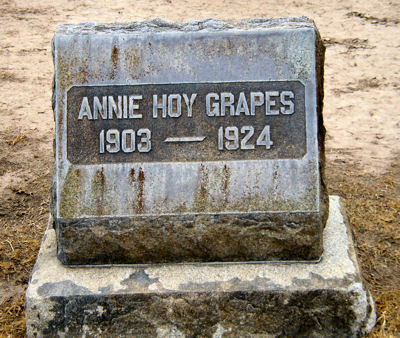 ANNIE HOY GRAPES
1903 — 1924